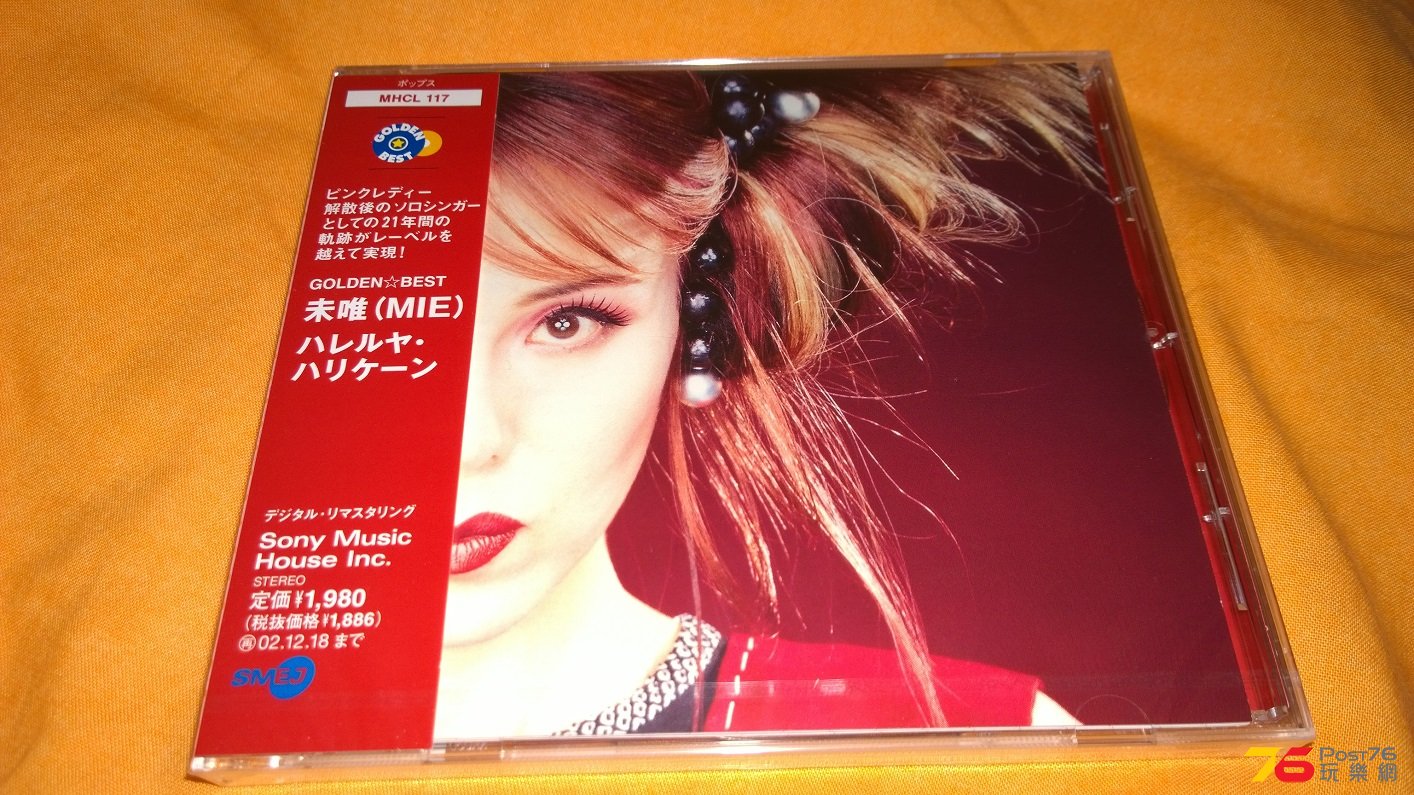 ポップス
MHCL 117
GOLDEN
BEST
ピンクレディー
解散後のソロシンガー
としての21年間の
軌跡がレーベルを
越えて実現!
GOLDEN☆BEST
未唯(MIE)
ハレルヤ・
ハリケーン
デジタル・リマスタリング
Sony Music
House Inc.
STEREO
定価¥1,980
(税抜価格¥1,886)
㋐02.12.18まで
SMEJ
76 Post76
玩樂網